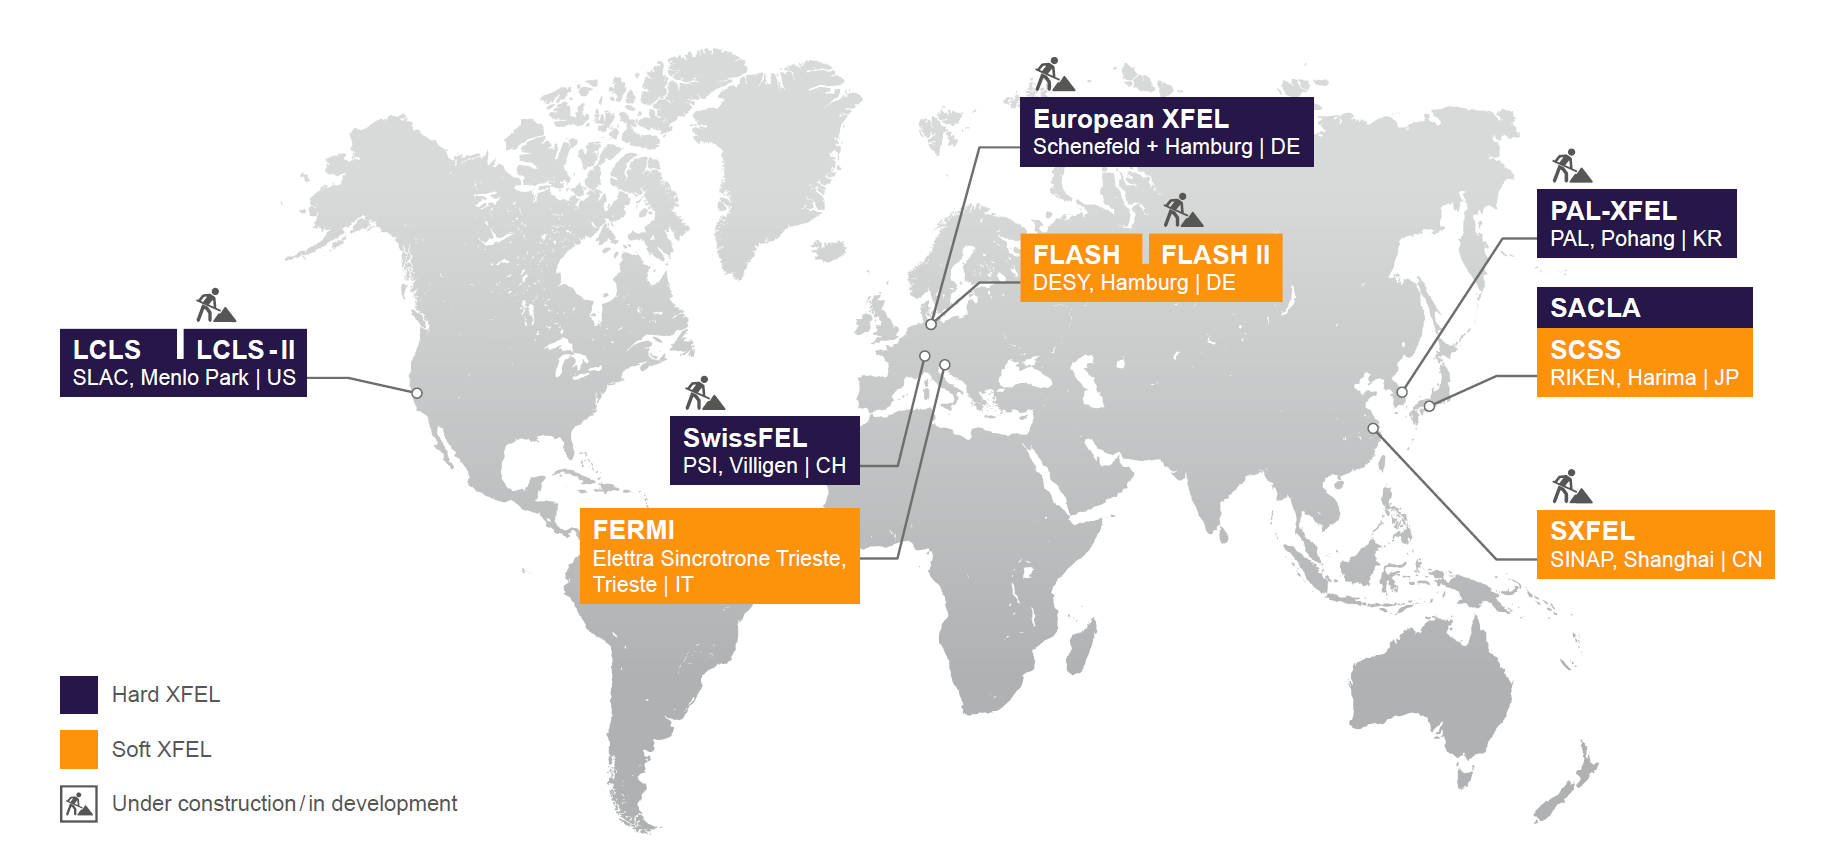 European XFEL
Schenefeld + Hamburg | DE
FLASH
FLASH II
DESY, Hamburg | DE
PAL-XFEL
PAL, Pohang | KR
SACLA
SCSS
RIKEN, Harima | JP
LCLS
LCLS-II
SLAC, Menlo Park | US
SwissFEL
PSI, Villigen | CH
FERMI
Elettra Sincrotrone Trieste,
Trieste | IT
SXFEL
SINAP, Shanghai | CN
Hard XFEL
Soft XFEL
Under construction/in development